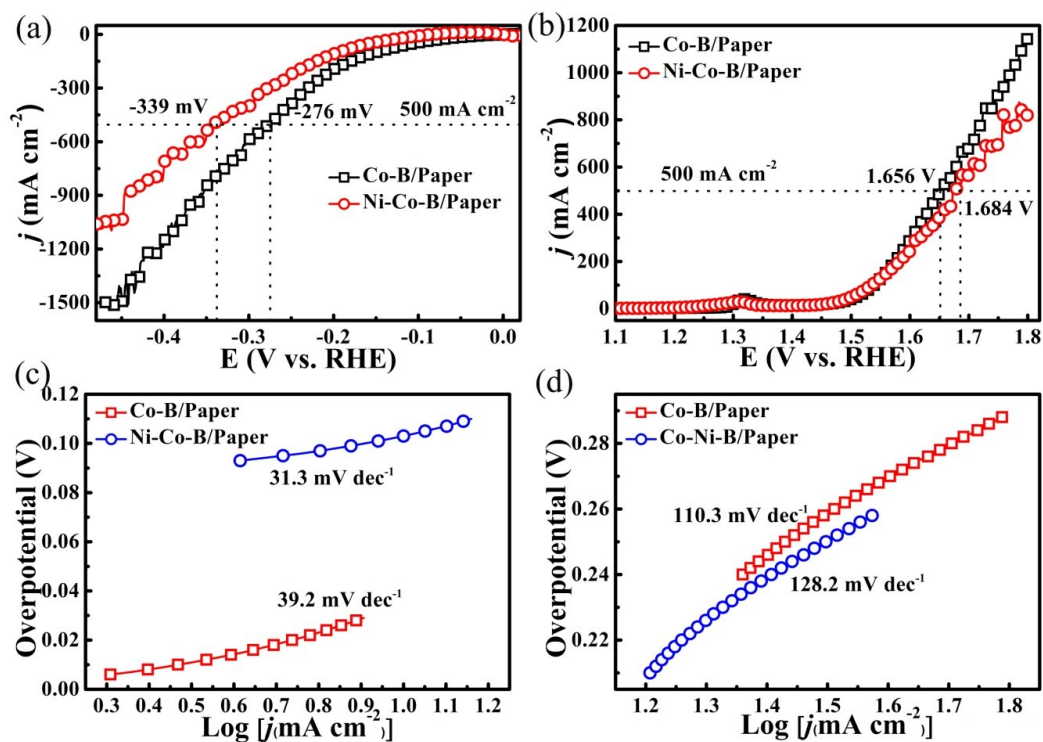 (a)
0
-300
-600
-900
-1200
-1500
j (mA cm-2)
-339 mV
-276 mV
500 mA cm-2
Co-B/Paper
Ni-Co-B/Paper
-0.4
-0.3
-0.2
-0.1
0.0
E (V vs. RHE)
(b)
1200
1000
800
600
400
200
0
j (mA cm-2)
Co-B/Paper
Ni-Co-B/Paper
500 mA cm-2
1.656 V
1.684 V
1.1
1.2
1.3
1.4
1.5
1.6
1.7
1.8
E (V vs. RHE)
(c)
0.12
0.10
0.08
0.06
0.04
0.02
0.00
Overpotential (V)
Co-B/Paper
Ni-Co-B/Paper
31.3 mV dec-1
39.2 mV dec-1
0.3
0.4
0.5
0.6
0.7
0.8
0.9
1.0
1.1
1.2
Log [j(mA cm-2)]
(d)
0.28
0.26
0.24
0.22
Overpotential (V)
Co-B/Paper
Co-Ni-B/Paper
110.3 mV dec-1
128.2 mV dec-1
1.2
1.3
1.4
1.5
1.6
1.7
1.8
Log [j(mA cm-2)]